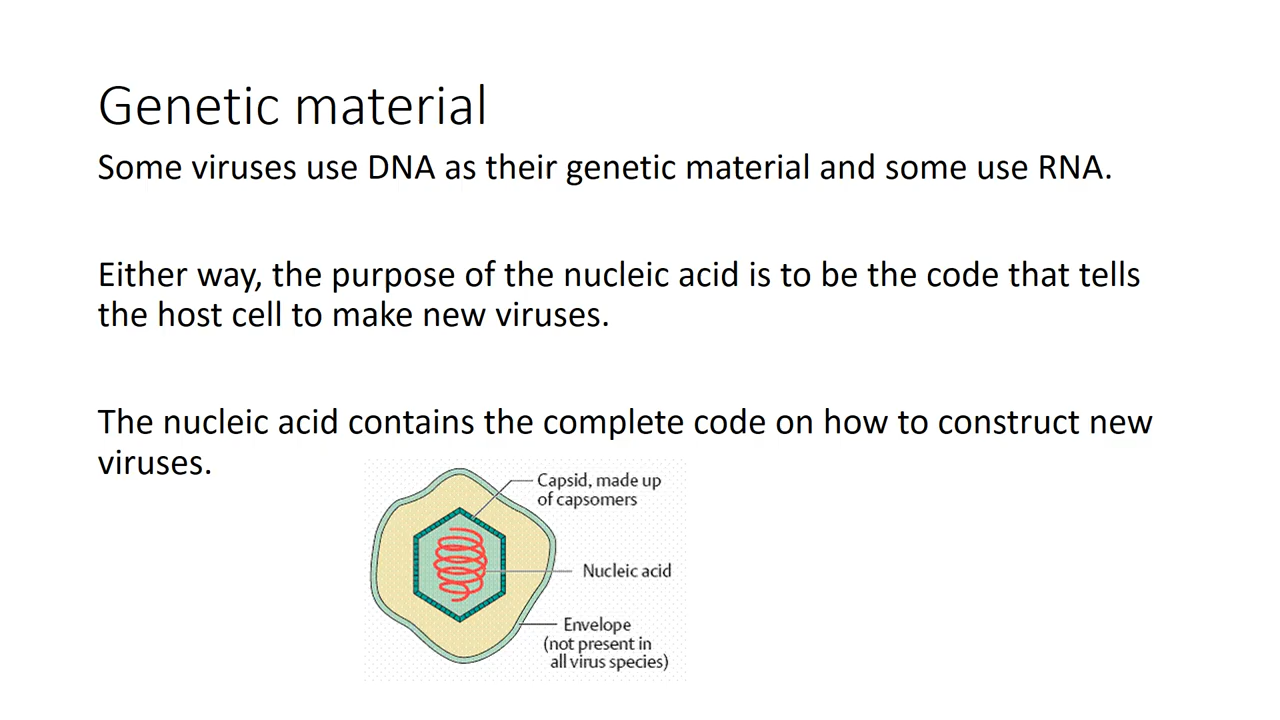 Genetic material
Some viruses use DNA as their genetic material and some use RNA.
Either way, the purpose of the nucleic acid is to be the code that tells
the host cell to make new viruses.
The nucleic acid contains the complete code on how to construct new
viruses.
Capsid, made up
of capsomers
Nucleic acid
Envelope
(not present in
all virus species)